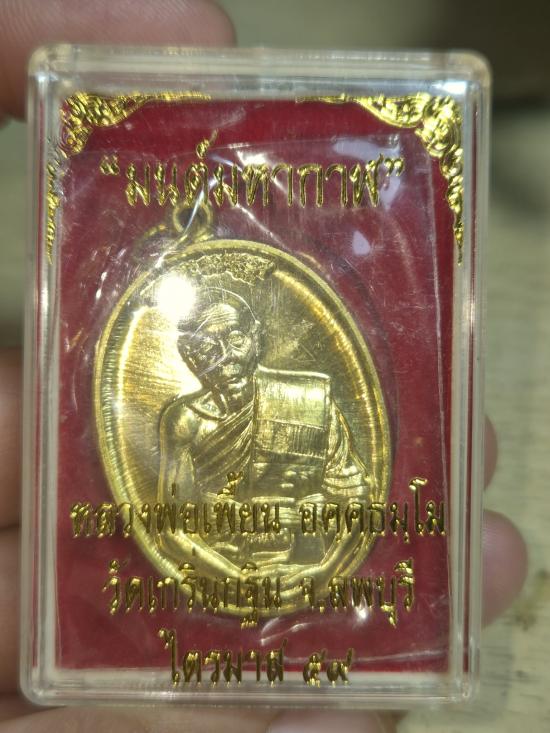 "มนต์มหากาฬ"
หลวงพ่อเพี้ยน อคฺคธมฺโม
วัดเกริ่นกฐิน จ.ลพบุรี
ไตรมาส ๕๙